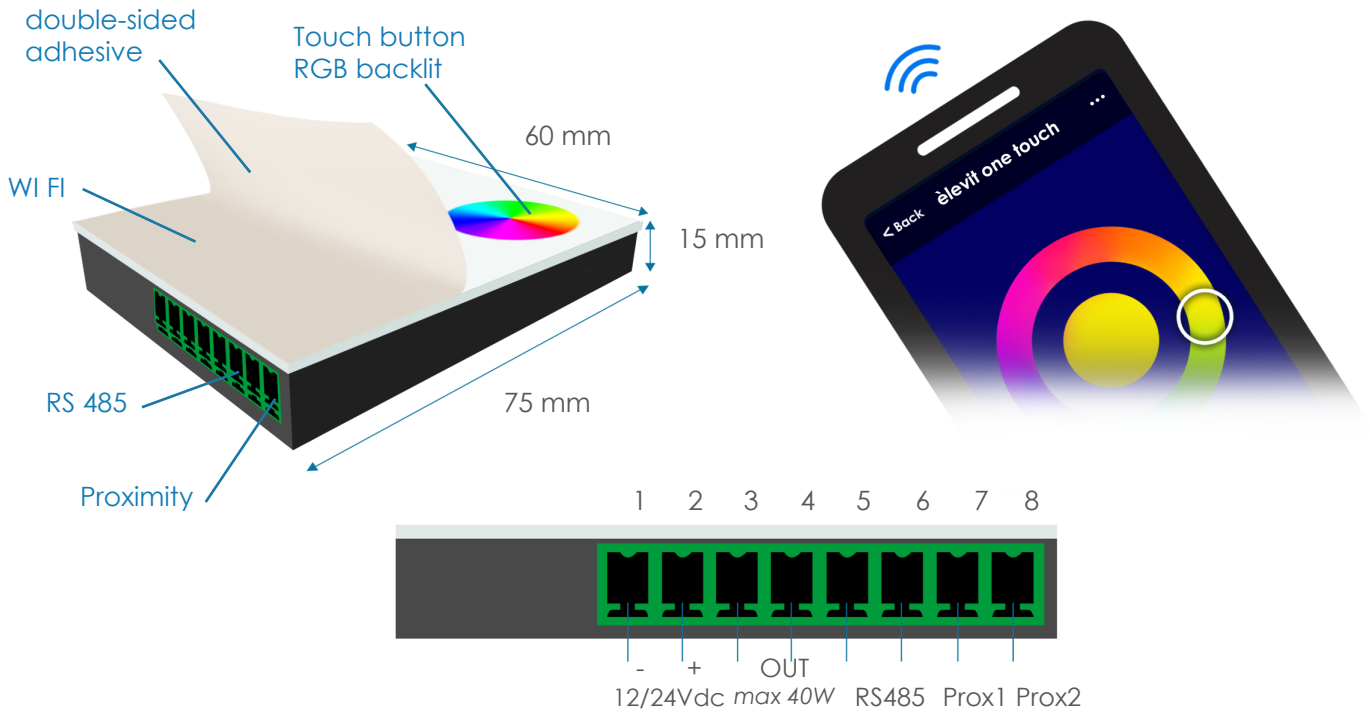 double-sided
adhesive
Touch button
RGB backlit
60 mm
WI FI
15 mm
75 mm
RS 485
Proximity
...
< Back èlevit one touch
1 2 3 4 5 6 7 8
- + OUT
12/24Vdc max 40W RS485 Prox1 Prox2